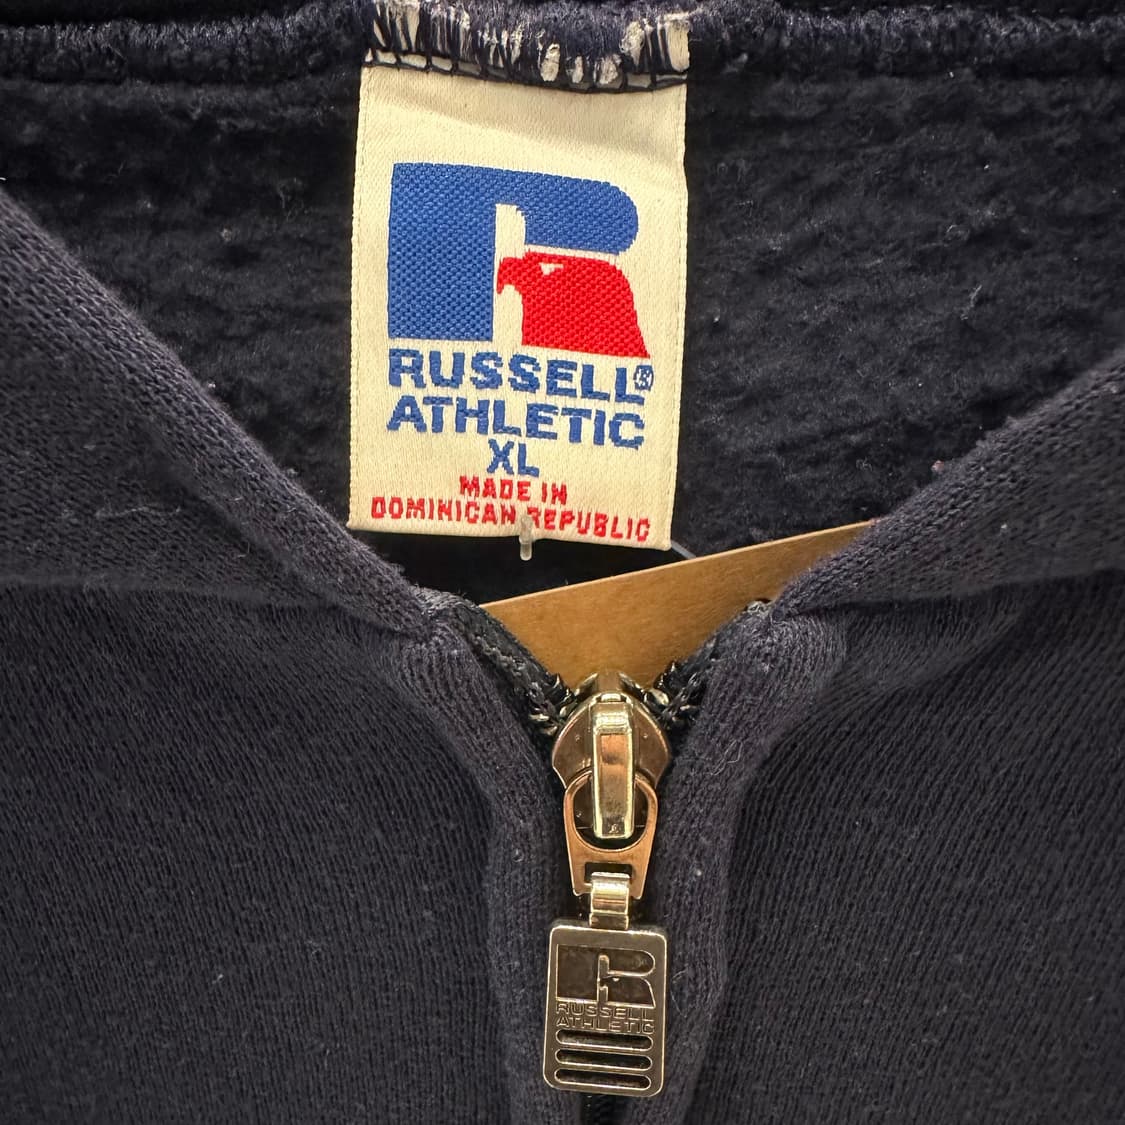 RUSSELL®
ATHLETIC
XL
MADE IN
DOMINICAN REPUBLIC
R
RUSSELL
ATHLETIC